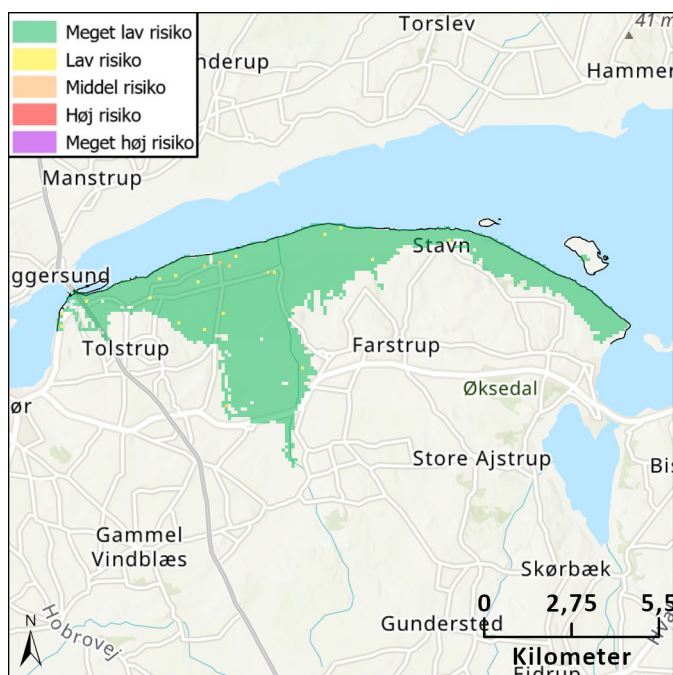 Meget lav risiko
Lav risiko
Middel risiko
Høj risiko
Meget høj risiko
Torslev
41 m
nderup
Hammer
Manstrup
Stavn
ggersund
Tolstrup
Farstrup
Øksedal
ør
Store Ajstrup
Bis
Gammel
Vindblæs
Skørbæk
0 2,75 5,5
Hobrovej
Gundersted
N
Kilometer